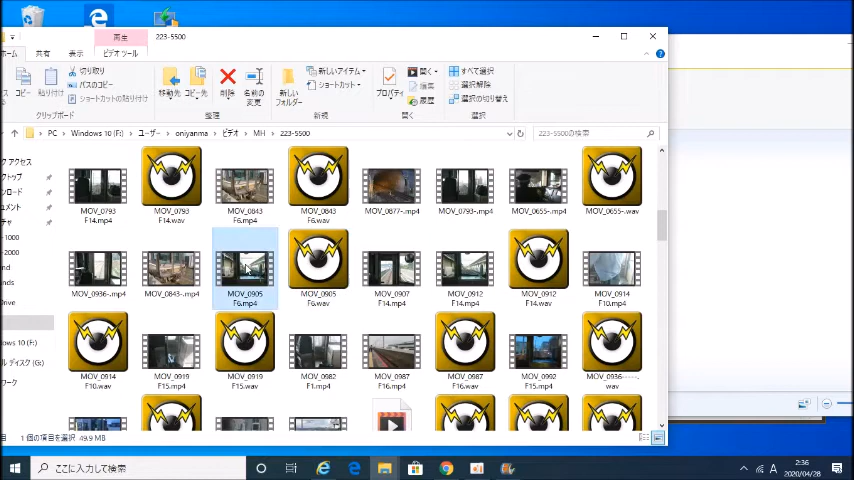 再生
223-5500
ホーム 共有 表示 ビデオ ツール
コピー 貼り付け
切り取り
パスのコピー
ショートカットの貼り付け
移動先 コピー先 削除 名前の変更
新しいフォルダー
新しいアイテム
ショートカット
プロパティ
開く
編集
履歴
すべて選択
選択解除
選択の切り替え
クリップボード 整理 新規 開く 選択
PC Windows 10 (F:) ユーザー oniyanma ビデオ MH 223-5500
223-5500の検索
アクセス
-1000
-2000
MOV_0793 F14.mp4
MOV_0793 F14.wav
MOV_0843 F6.mp4
MOV_0843 F6.wav
MOV_0877-.mp4
MOV_0793-.mp4
MOV_0655-.mp4
MOV_0655-.wav
MOV_0936-.mp4
MOV_0843-.mp4
MOV_0905 F6.mp4
MOV_0905 F6.wav
MOV_0907 F14.mp4
MOV_0912 F14.mp4
MOV_0912 F14.wav
MOV_0914 F10.mp4
MOV_0914 F10.wav
MOV_0919 F15.mp4
MOV_0919 F15.wav
MOV_0982 F1.mp4
MOV_0987 F16.mp4
MOV_0987 F16.wav
MOV_0992 F15.mp4
MOV_0936-----.wav
1 個の項目を選択 49.9 MB
ここに入力して検索
A
2:36
2020/04/28